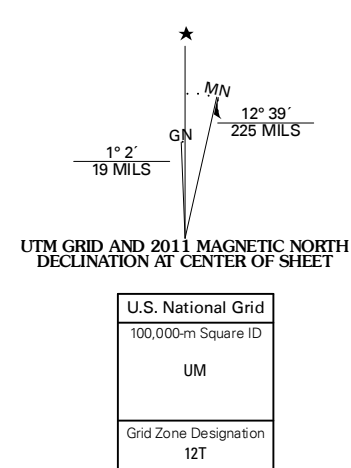 ★
MN
12° 39´
225 MILS
GN
1° 2´
19 MILS
UTM GRID AND 2011 MAGNETIC NORTH
DECLINATION AT CENTER OF SHEET
U.S. National Grid
100,000-m Square ID
UM
Grid Zone Designation
12T